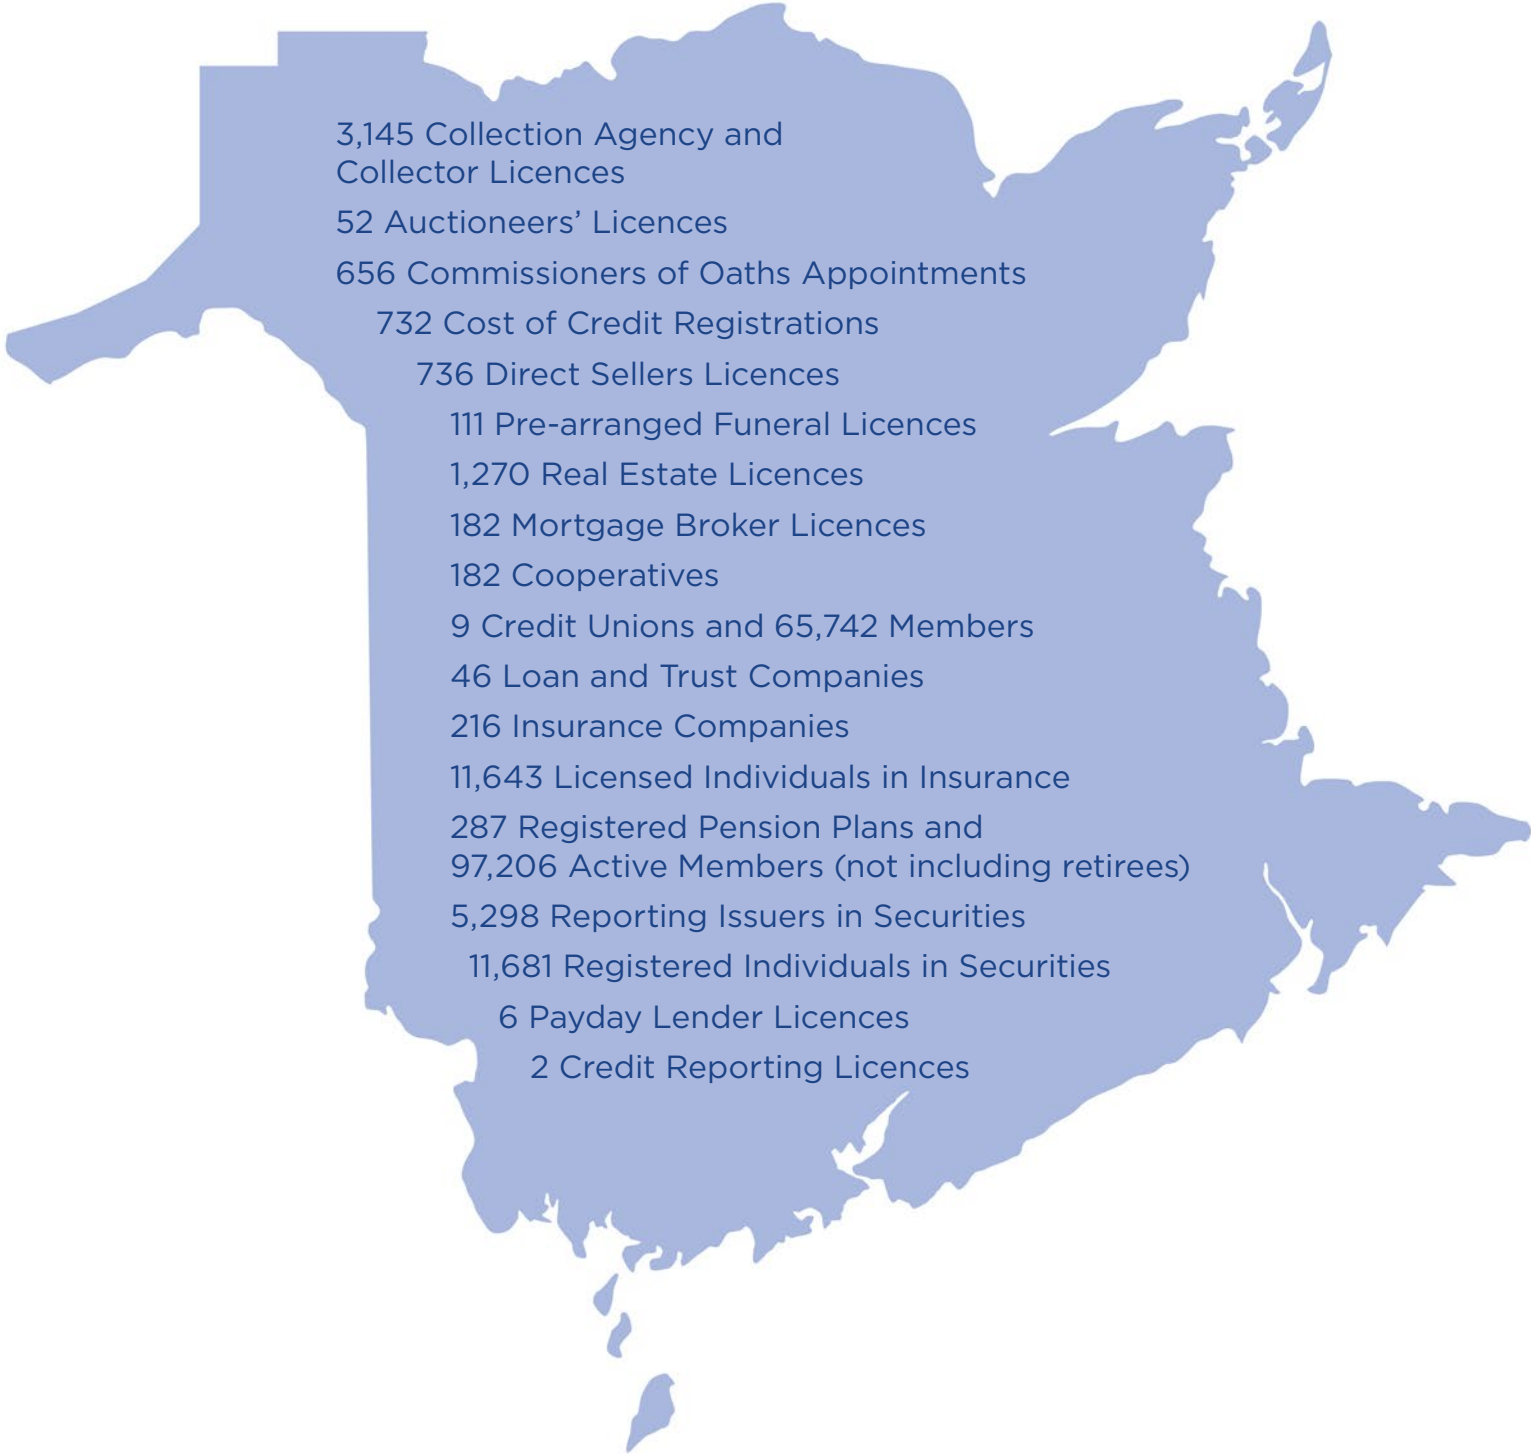 3,145 Collection Agency and
Collector Licences
52 Auctioneers’ Licences
656 Commissioners of Oaths Appointments
732 Cost of Credit Registrations
736 Direct Sellers Licences
111 Pre-arranged Funeral Licences
1,270 Real Estate Licences
182 Mortgage Broker Licences
182 Cooperatives
9 Credit Unions and 65,742 Members
46 Loan and Trust Companies
216 Insurance Companies
11,643 Licensed Individuals in Insurance
287 Registered Pension Plans and
97,206 Active Members (not including retirees)
5,298 Reporting Issuers in Securities
11,681 Registered Individuals in Securities
6 Payday Lender Licences
2 Credit Reporting Licences